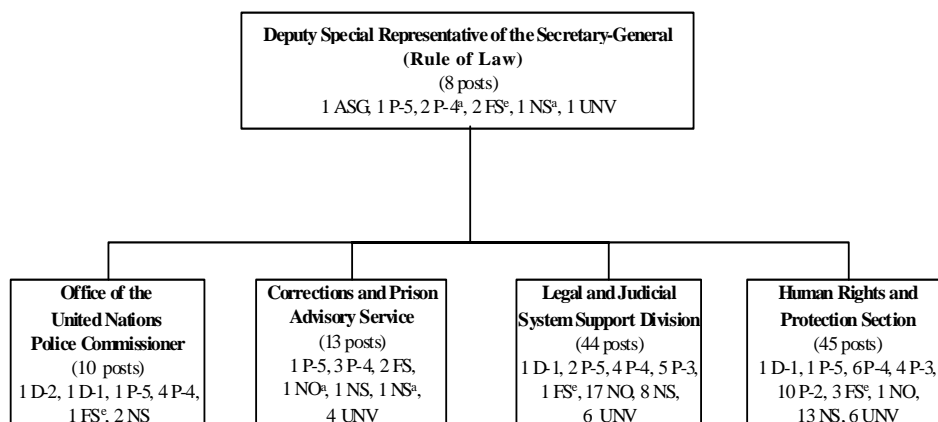 Deputy Special Representative of the Secretary-General
(Rule of Law)
(8 posts)
1 ASG, 1 P-5, 2 P-4ᵃ, 2 FSᵉ, 1 NSᵃ, 1 UNV
Office of the
United Nations
Police Commissioner
(10 posts)
1 D-2, 1 D-1, 1 P-5, 4 P-4,
1 FSᵉ, 2 NS
Corrections and Prison
Advisory Service
(13 posts)
1 P-5, 3 P-4, 2 FS,
1 NOᵃ, 1 NS, 1 NSᵃ,
4 UNV
Legal and Judicial
System Support Division
(44 posts)
1 D-1, 2 P-5, 4 P-4, 5 P-3,
1 FSᵉ, 17 NO, 8 NS,
6 UNV
Human Rights and
Protection Section
(45 posts)
1 D-1, 1 P-5, 6 P-4, 4 P-3,
10 P-2, 3 FSᵉ, 1 NO,
13 NS, 6 UNV